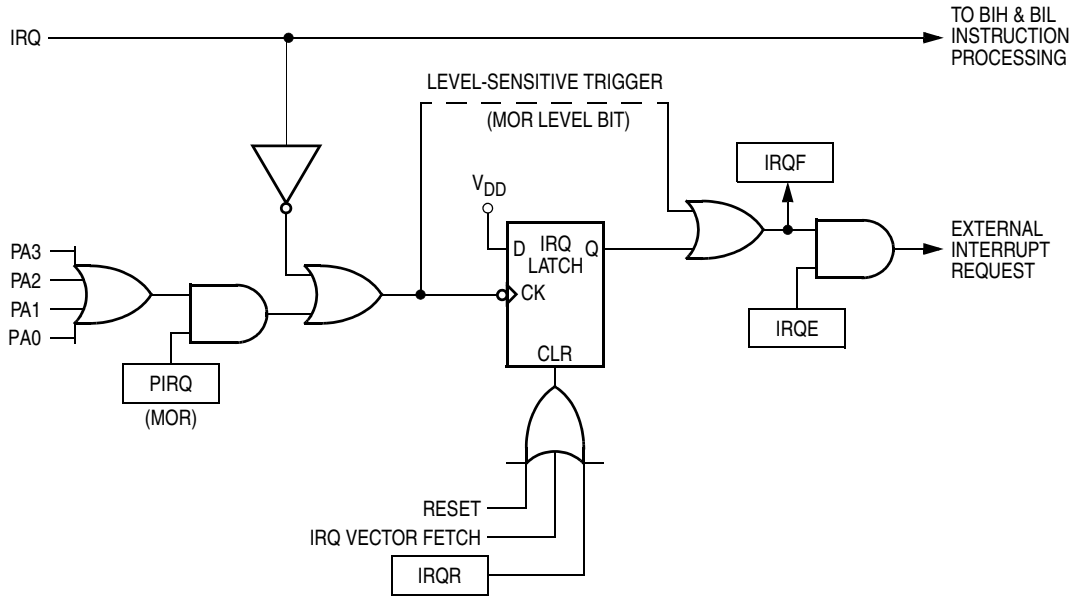 IRQ
TO BIH & BIL
INSTRUCTION
PROCESSING
LEVEL-SENSITIVE TRIGGER
(MOR LEVEL BIT)
VDD
IRQF
PA3
PA2
PA1
PA0
D
IRQ
LATCH
Q
CK
CLR
EXTERNAL
INTERRUPT
REQUEST
IRQE
PIRQ
(MOR)
RESET
IRQ VECTOR FETCH
IRQR